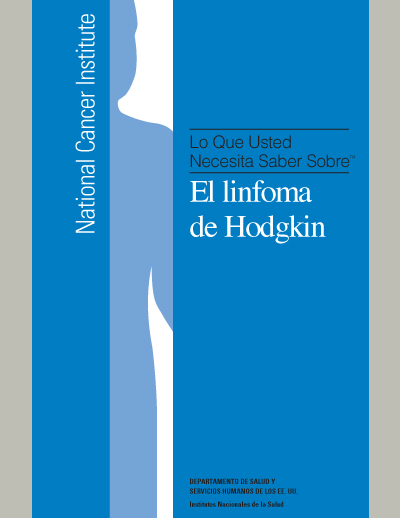 National Cancer Institute
Lo Que Usted
Necesita Saber Sobre™
El linfoma
de Hodgkin
DEPARTAMENTO DE SALUD Y
SERVICIOS HUMANOS DE LOS EE. UU.
Institutos Nacionales de la Salud